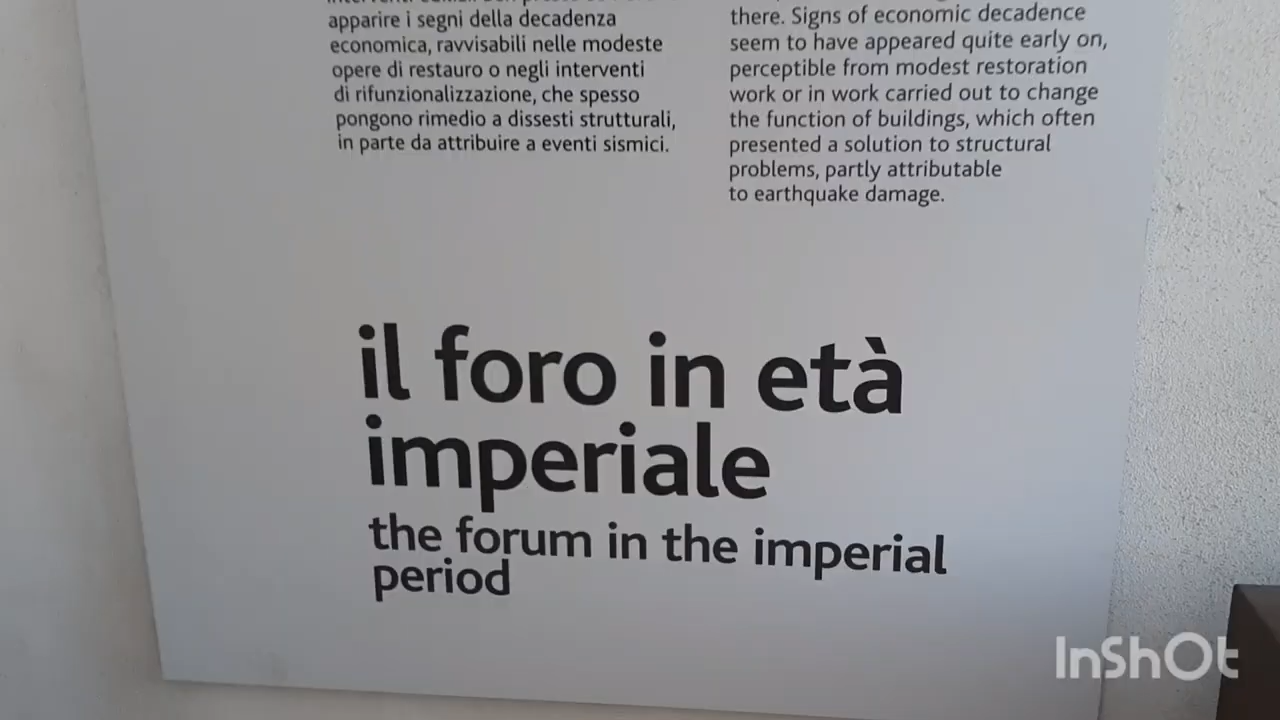 apparire i segni della decadenza
economica, ravvisabili nelle modeste
opere di restauro o negli interventi
di rifunzionalizzazione, che spesso
pongono rimedio a dissesti strutturali,
in parte da attribuire a eventi sismici.
there. Signs of economic decadence
seem to have appeared quite early on,
perceptible from modest restoration
work or in work carried out to change
the function of buildings, which often
presented a solution to structural
problems, partly attributable
to earthquake damage.
il foro in età
imperiale
the forum in the imperial
period
InShOt